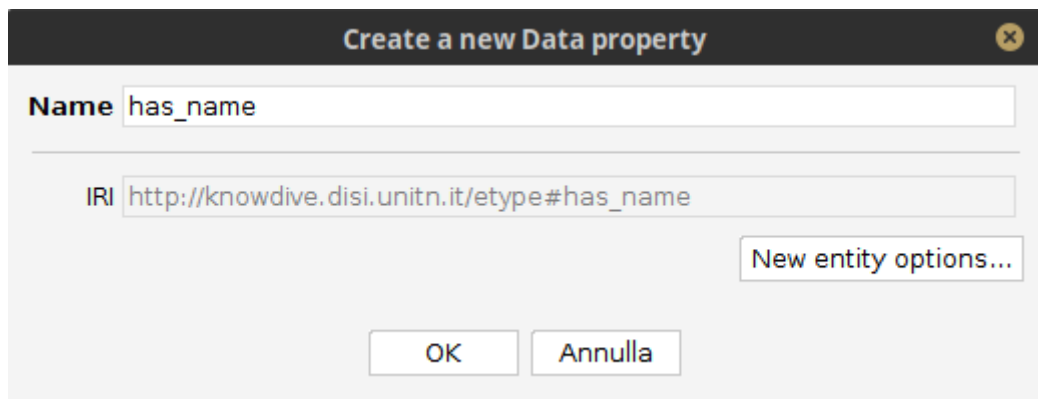 Create a new Data property
Name has_name
IRI http://knowdive.disi.unitn.it/etype#has_name
New entity options...
OK Annulla